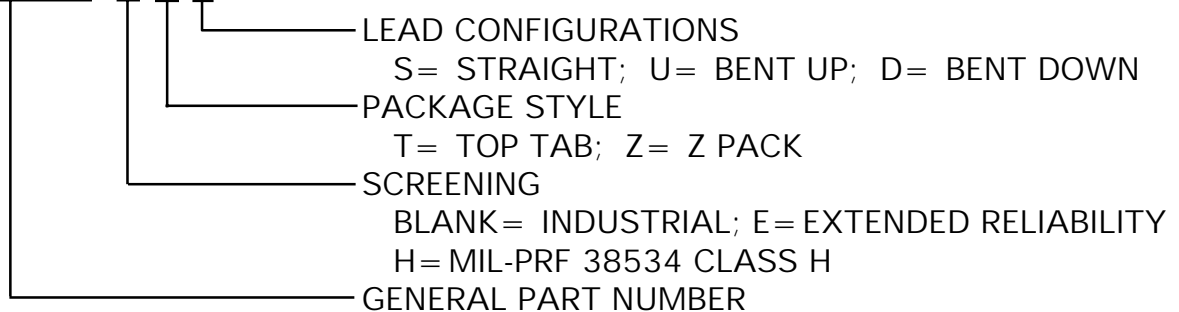 LEAD CONFIGURATIONS
S= STRAIGHT; U= BENT UP; D= BENT DOWN
PACKAGE STYLE
T= TOP TAB; Z= Z PACK
SCREENING
BLANK= INDUSTRIAL; E=EXTENDED RELIABILITY
H=MIL-PRF 38534 CLASS H
GENERAL PART NUMBER